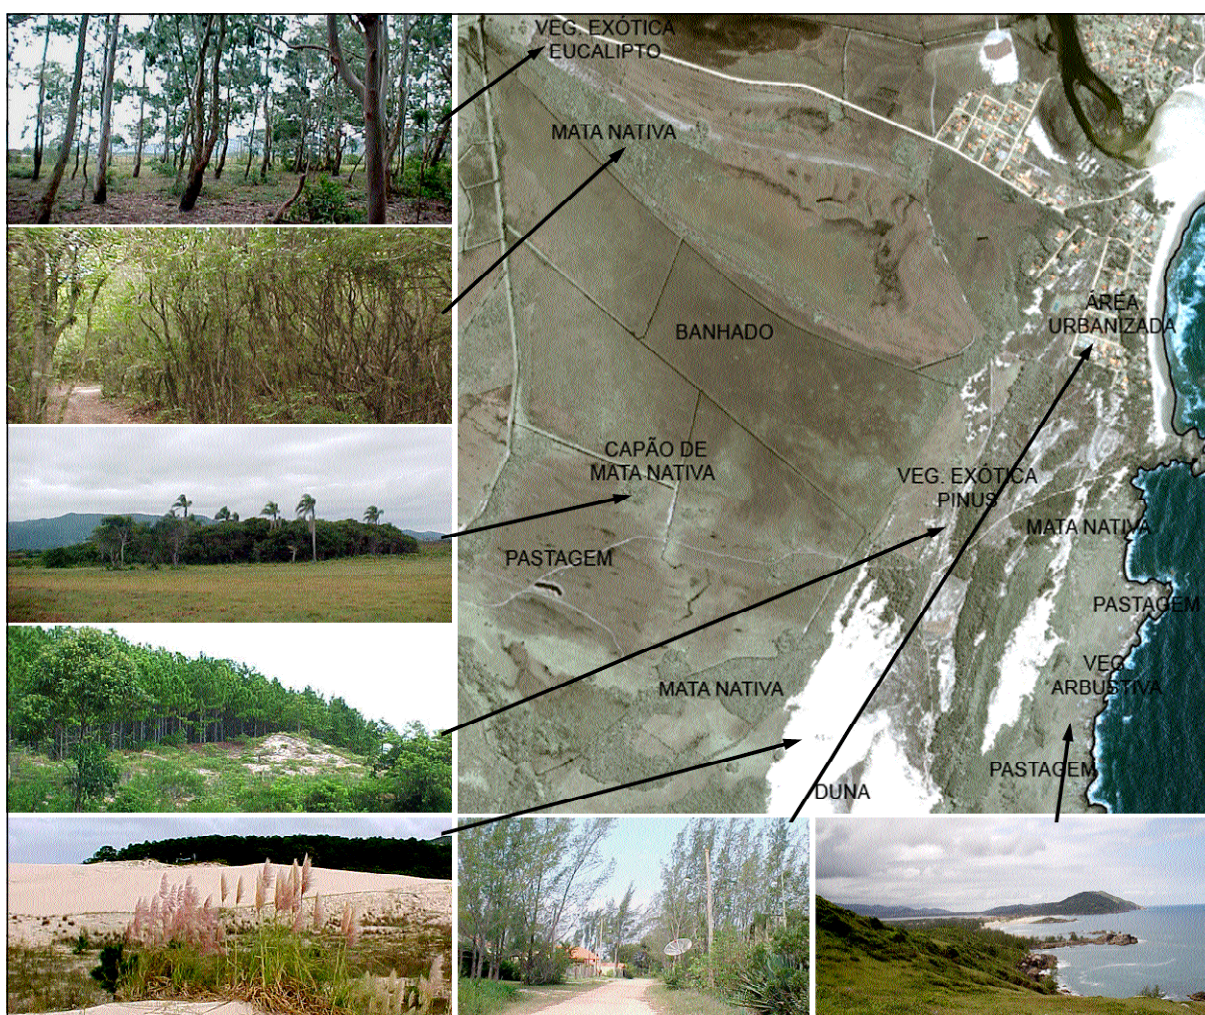 VEG. EXÓTICA
EUCALIPTO
MATA NATIVA
ÁREA
URBANIZADA
BANHADO
CAPÃO DE
MATA NATIVA
VEG. EXÓTICA
PINUS
MATA NATIVA
PASTAGEM
PASTAGEM
VEG.
ARBUSTIVA
MATA NATIVA
PASTAGEM
DUNA